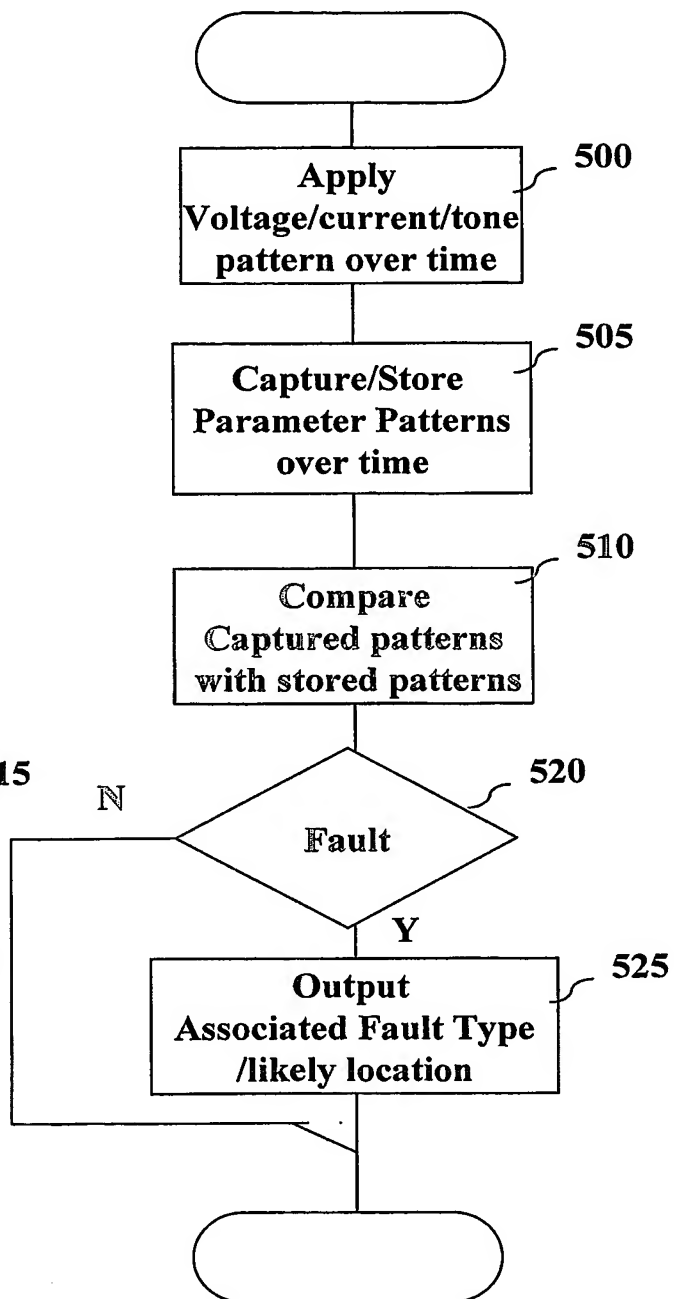 500
Apply
Voltage/current/tone
pattern over time
505
Capture/Store
Parameter Patterns
over time
510
Compare
Captured patterns
with stored patterns
15
N
520
Fault
Y
525
Output
Associated Fault Type
/likely location